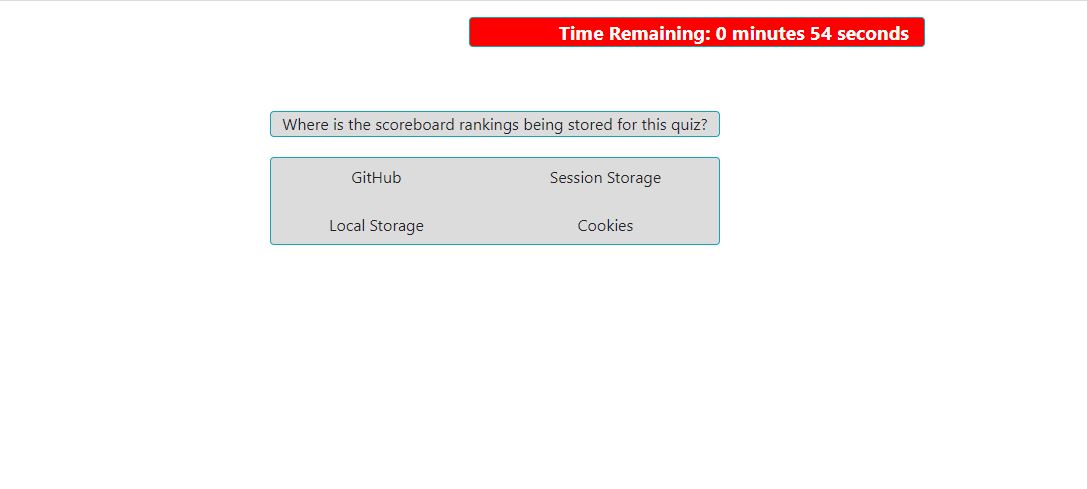 Time Remaining: 0 minutes 54 seconds
Where is the scoreboard rankings being stored for this quiz?
GitHub
Session Storage
Local Storage
Cookies